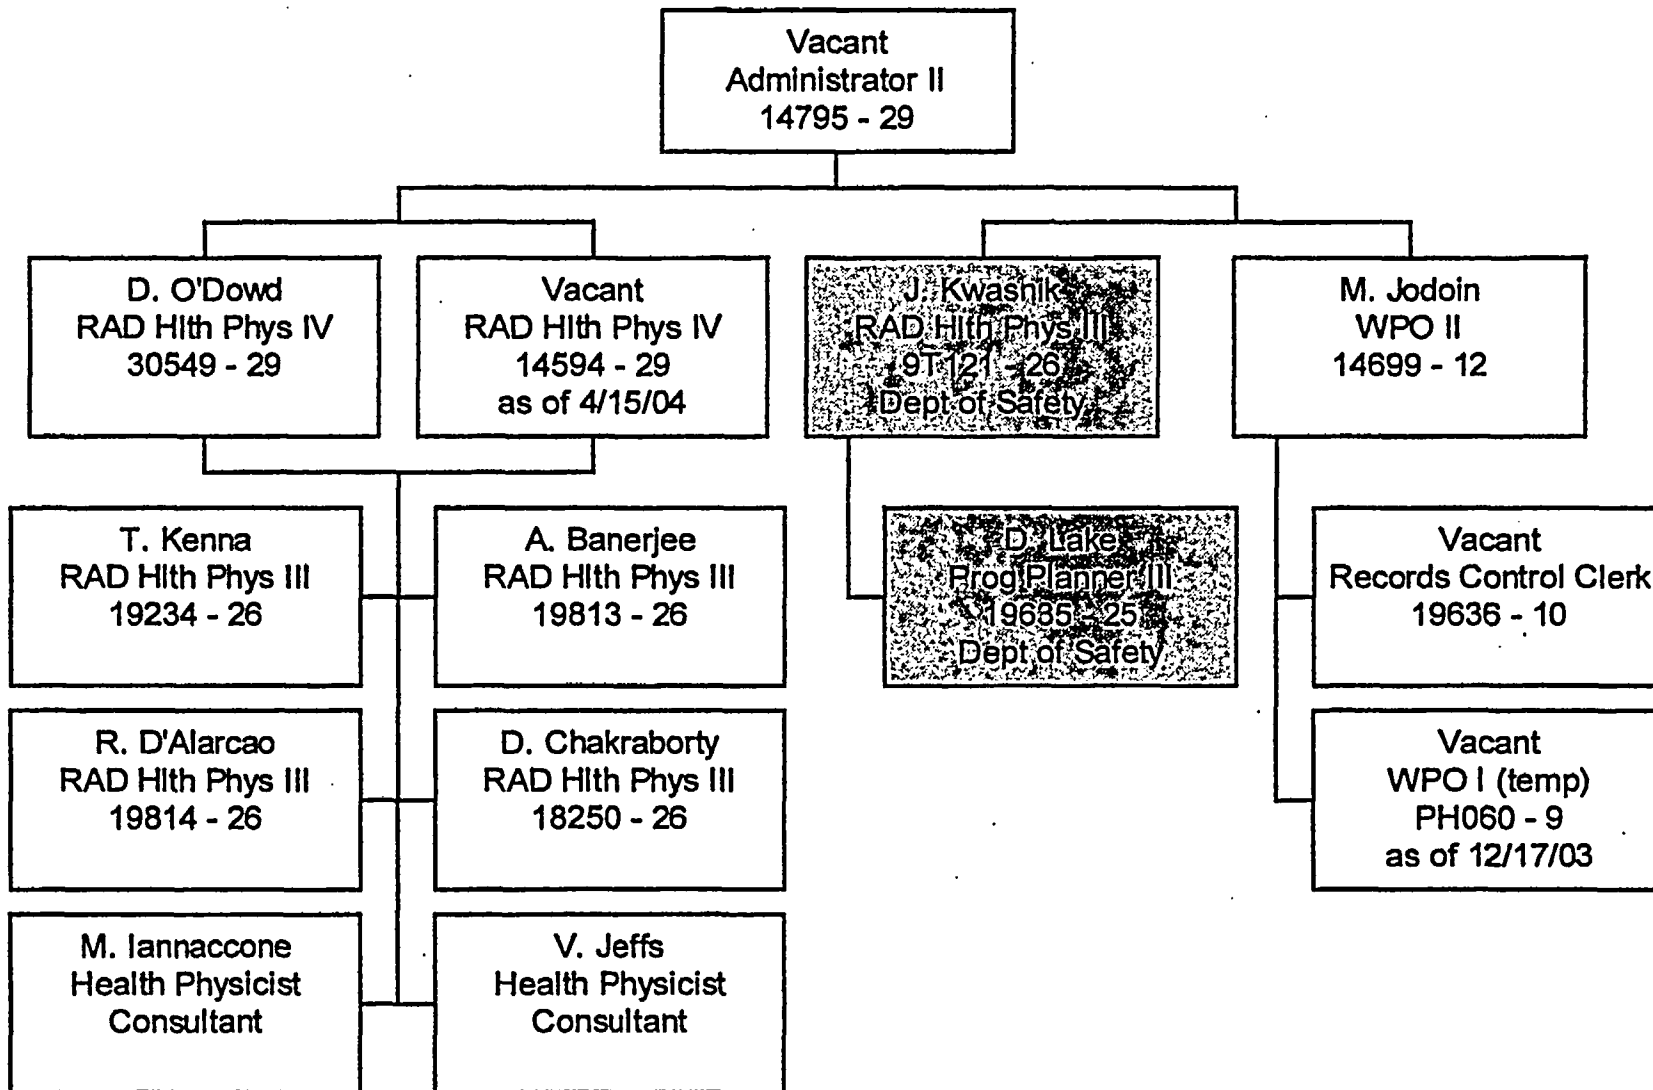 Vacant
Administrator II
14795 - 29
D. O'Dowd
RAD Hlth Phys IV
30549 - 29
Vacant
RAD Hlth Phys IV
14594 - 29
as of 4/15/04
J. Kwasnik
RAD Hlth Phys III
9T121 - 26
Dept of Safety
M. Jodoin
WPO II
14699 - 12
T. Kenna
RAD Hlth Phys III
19234 - 26
A. Banerjee
RAD Hlth Phys III
19813 - 26
D. Lake
Prog Planner III
19685 - 25
Dept of Safety
Vacant
Records Control Clerk
19636 - 10
R. D'Alarcao
RAD Hlth Phys III
19814 - 26
D. Chakraborty
RAD Hlth Phys III
18250 - 26
Vacant
WPO I (temp)
PH060 - 9
as of 12/17/03
M. Iannaccone
Health Physicist
Consultant
V. Jeffs
Health Physicist
Consultant